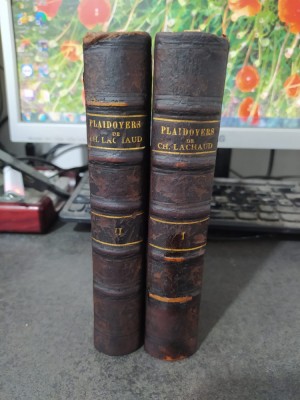 PLAIDOYERS
DE
CH. LACHAUD
II
PLAIDOYERS
DE
CH. LACHAUD
I